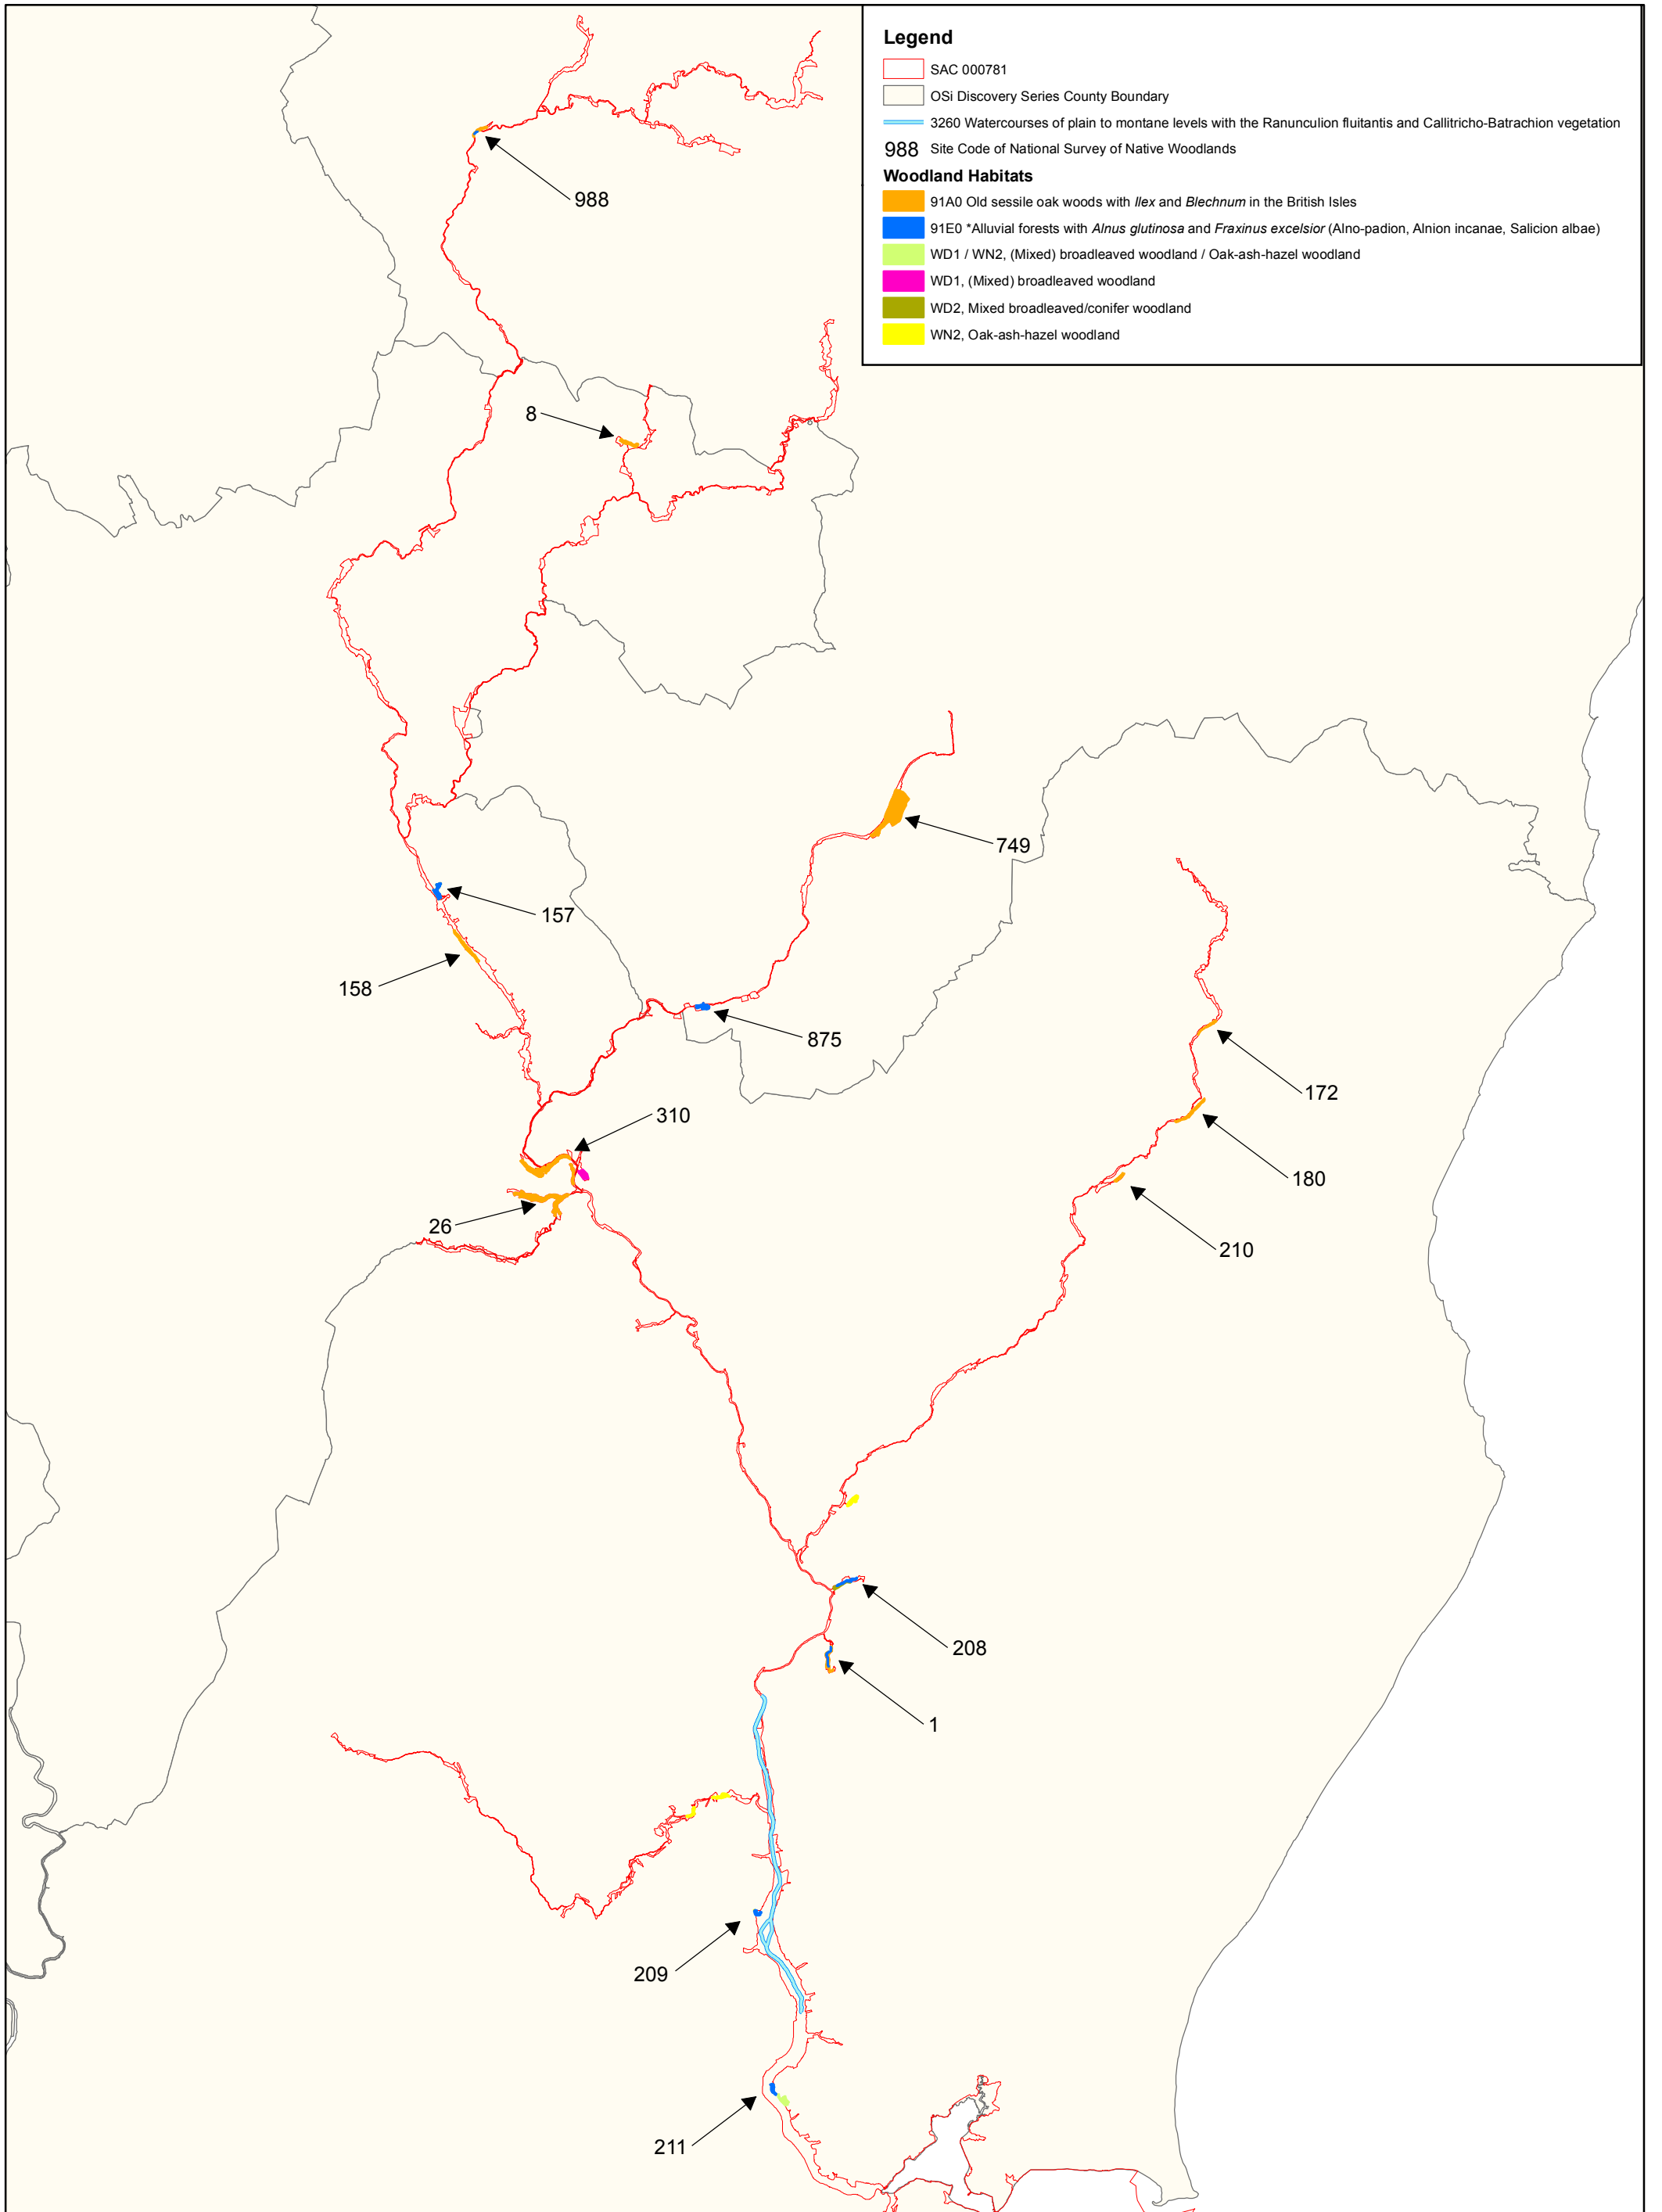 Legend
SAC 000781
OSi Discovery Series County Boundary
3260 Watercourses of plain to montane levels with the Ranunculion fluitantis and Callitricho-Batrachion vegetation
988 Site Code of National Survey of Native Woodlands
Woodland Habitats
91A0 Old sessile oak woods with Ilex and Blechnum in the British Isles
91E0 *Alluvial forests with Alnus glutinosa and Fraxinus excelsior (Alno-padion, Alnion incanae, Salicion albae)
WD1 / WN2, (Mixed) broadleaved woodland / Oak-ash-hazel woodland
WD1, (Mixed) broadleaved woodland
WD2, Mixed broadleaved/conifer woodland
WN2, Oak-ash-hazel woodland
988
8
749
157
158
875
172
310
180
26
210
208
1
209
211